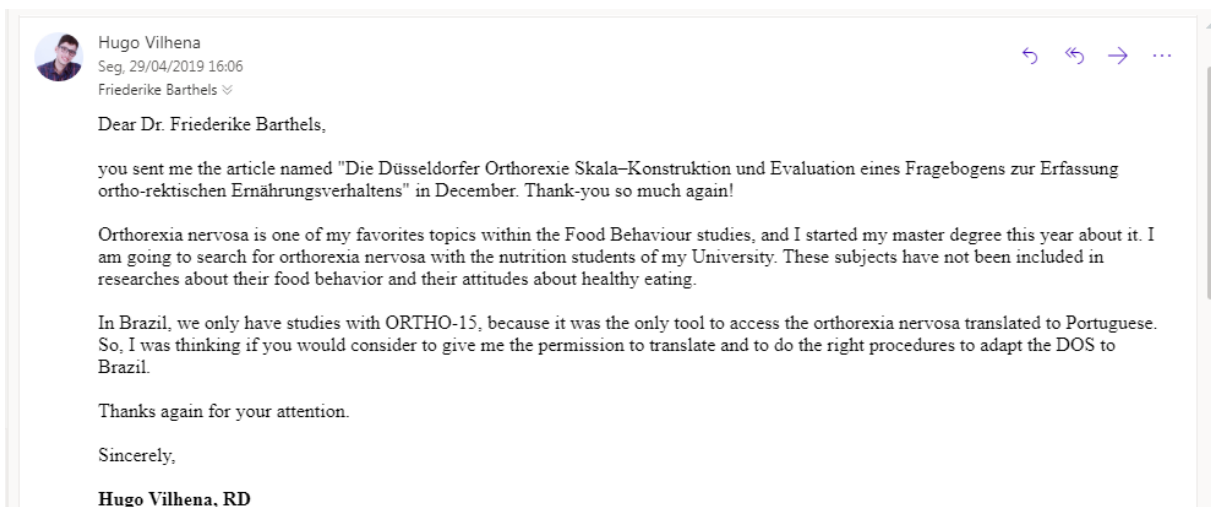 Hugo Vilhena
Seg, 29/04/2019 16:06
Friederike Barthels
Dear Dr. Friederike Barthels,
you sent me the article named "Die Düsseldorfer Orthorexie Skala–Konstruktion und Evaluation eines Fragebogens zur Erfassung
ortho-rektischen Ernährungsverhaltens" in December. Thank-you so much again!
Orthorexia nervosa is one of my favorites topics within the Food Behaviour studies, and I started my master degree this year about it. I
am going to search for orthorexia nervosa with the nutrition students of my University. These subjects have not been included in
researches about their food behavior and their attitudes about healthy eating.
In Brazil, we only have studies with ORTHO-15, because it was the only tool to access the orthorexia nervosa translated to Portuguese.
So, I was thinking if you would consider to give me the permission to translate and to do the right procedures to adapt the DOS to
Brazil.
Thanks again for your attention.
Sincerely,
Hugo Vilhena, RD